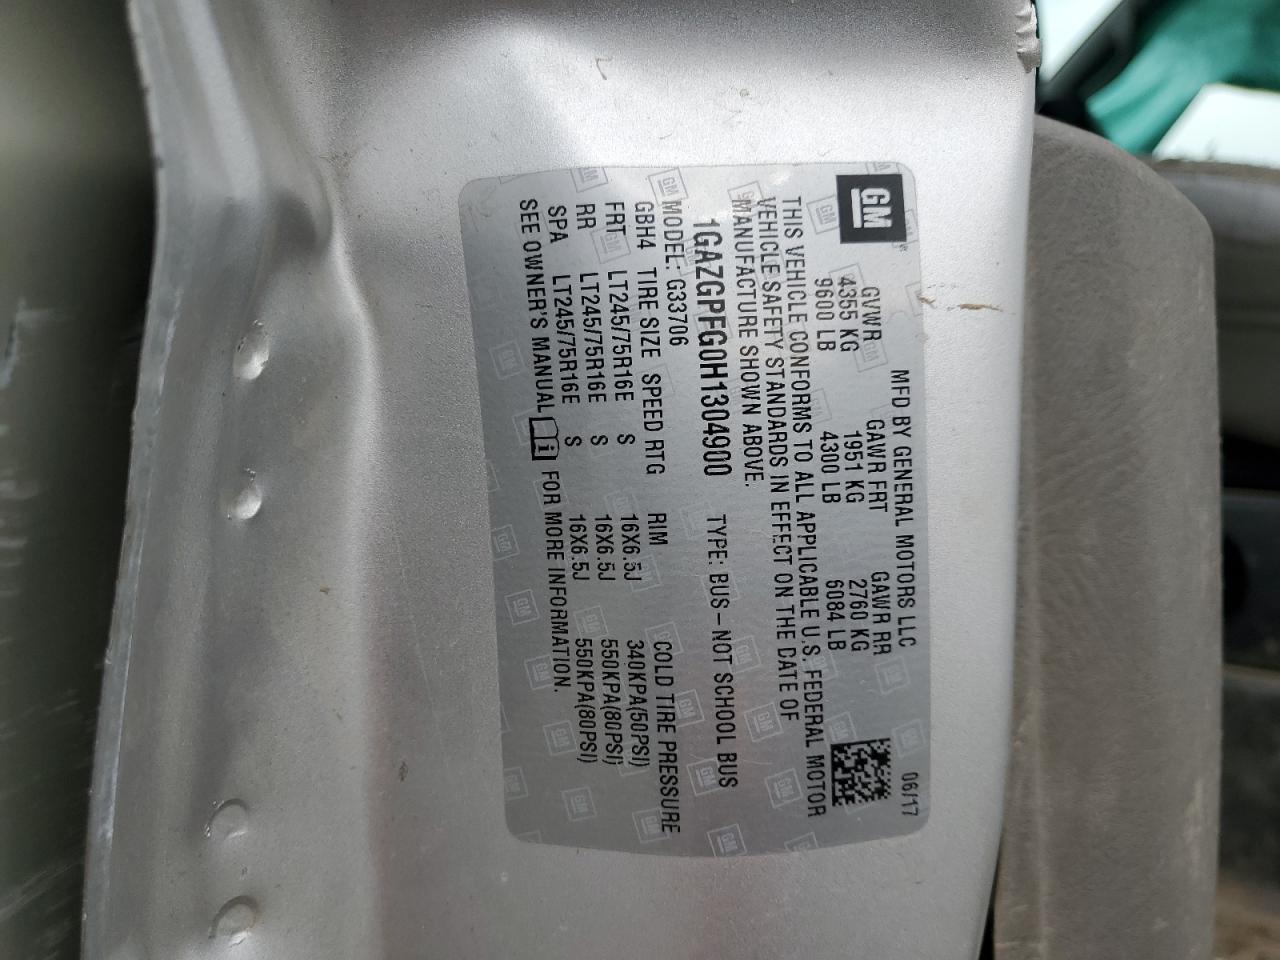 GM
MFD BY GENERAL MOTORS LLC 06/17
GVWR GAWR FRT GAWR RR
4355 KG 1951 KG 2760 KG
9600 LB 4300 LB 6084 LB
THIS VEHICLE CONFORMS TO ALL APPLICABLE U.S. FEDERAL MOTOR
VEHICLE SAFETY STANDARDS IN EFFECT ON THE DATE OF
MANUFACTURE SHOWN ABOVE.
1GAZGPFG0H1304900 TYPE: BUS – NOT SCHOOL BUS
MODEL: G33706
GBH4 TIRE SIZE SPEED RTG RIM COLD TIRE PRESSURE
FRT LT245/75R16E S 16X6.5J 340KPA(50PSI)
RR LT245/75R16E S 16X6.5J 550KPA(80PSI)
SPA LT245/75R16E S 16X6.5J 550KPA(80PSI)
SEE OWNER'S MANUAL i FOR MORE INFORMATION.